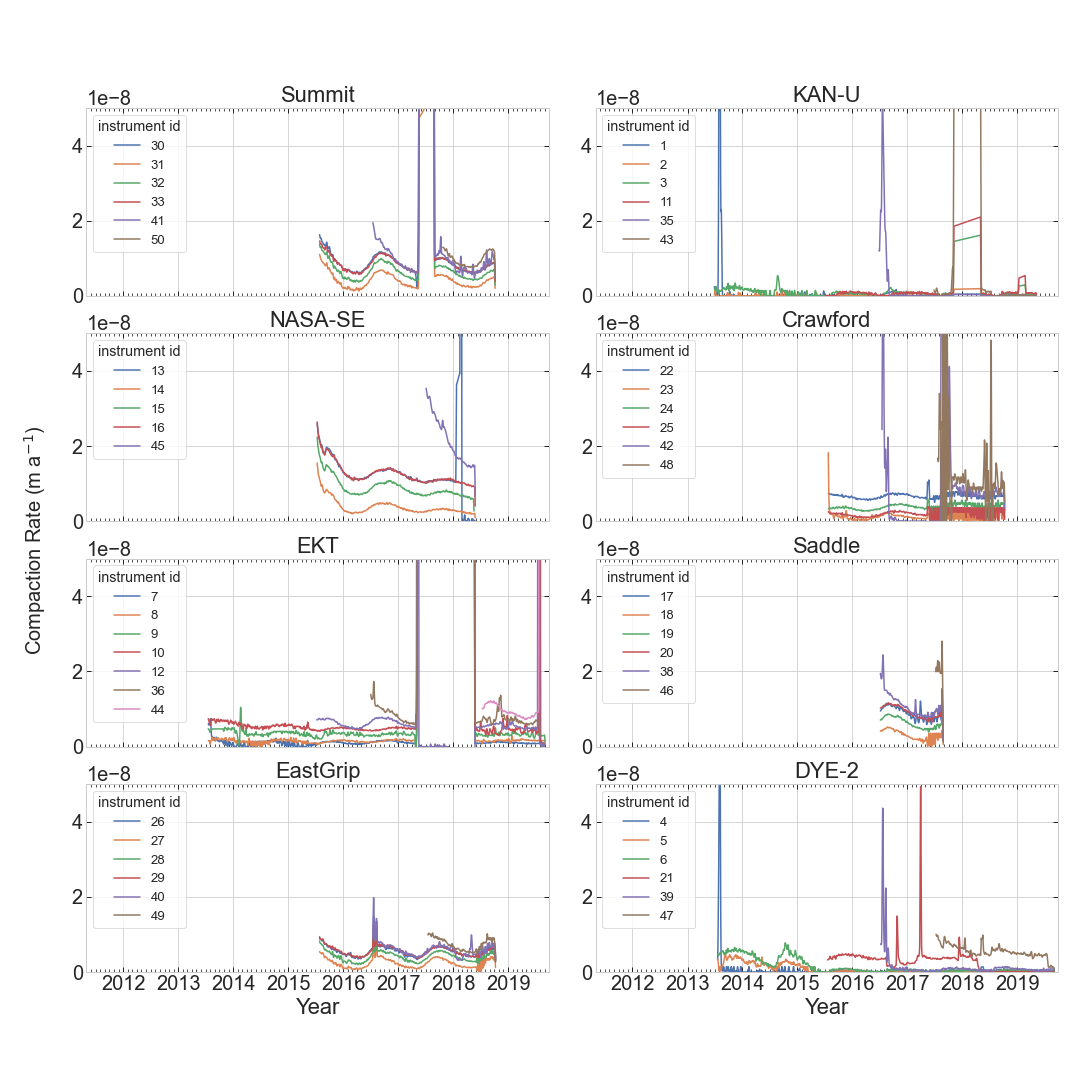 Summit
1e−8
instrument id
30
31
32
33
41
50
4
2
0
KAN-U
1e−8
instrument id
1
2
3
11
35
43
4
2
0
NASA-SE
1e−8
instrument id
13
14
15
16
45
4
2
0
Crawford
1e−8
instrument id
22
23
24
25
42
48
4
2
0
Compaction Rate (m a⁻¹)
EKT
1e−8
instrument id
7
8
9
10
12
36
44
4
2
0
Saddle
1e−8
instrument id
17
18
19
20
38
46
4
2
0
EastGrip
1e−8
instrument id
26
27
28
29
40
49
4
2
0
2012 2013 2014 2015 2016 2017 2018 2019
Year
DYE-2
1e−8
instrument id
4
5
6
21
39
47
4
2
0
2012 2013 2014 2015 2016 2017 2018 2019
Year